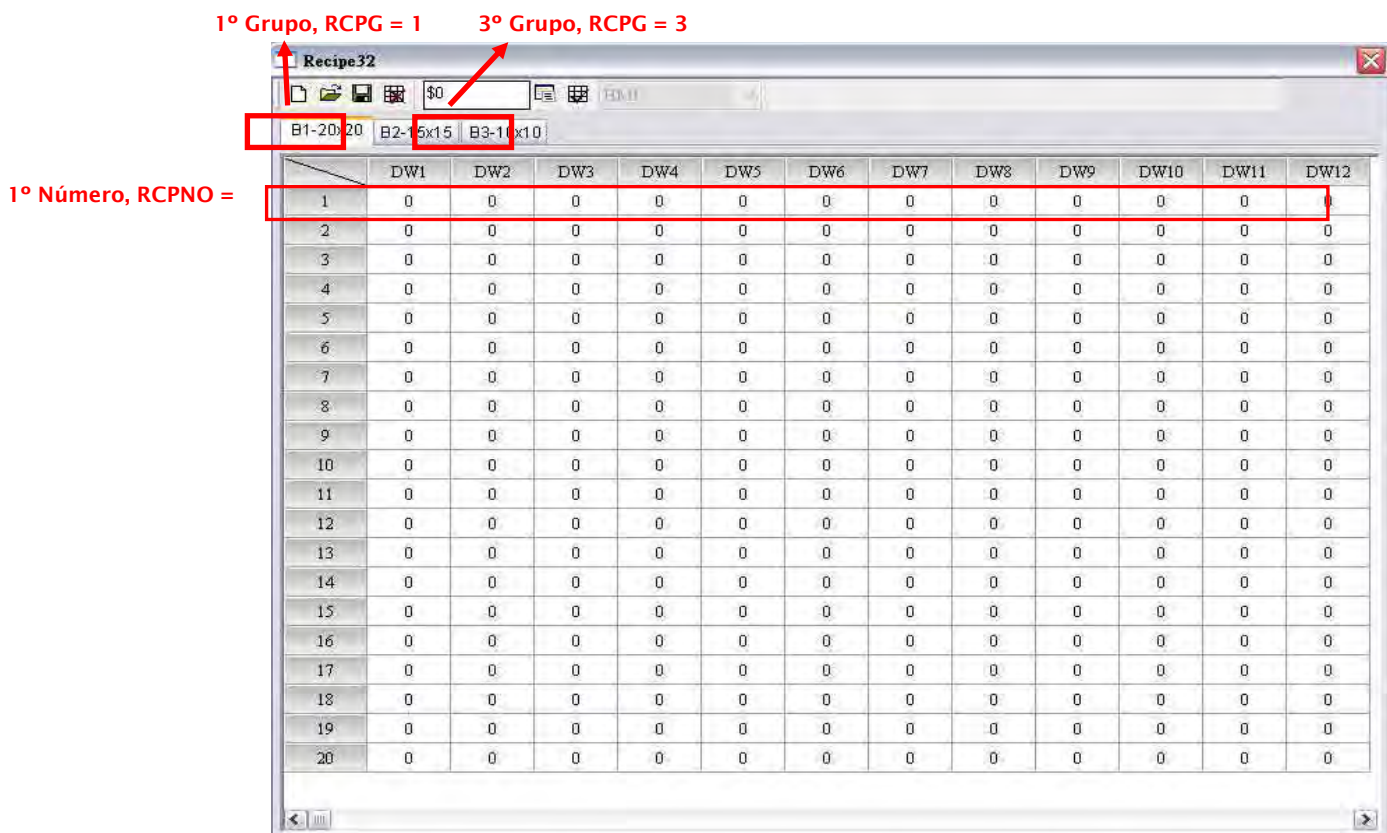 1º Grupo, RCPG = 1 3º Grupo, RCPG = 3
Recipe32
$0
B1-20x20 B2-15x15 B3-10x10
DW1 DW2 DW3 DW4 DW5 DW6 DW7 DW8 DW9 DW10 DW11 DW12
1º Número, RCPNO =
1 0 0 0 0 0 0 0 0 0 0 0 0
2 0 0 0 0 0 0 0 0 0 0 0 0
3 0 0 0 0 0 0 0 0 0 0 0 0
4 0 0 0 0 0 0 0 0 0 0 0 0
5 0 0 0 0 0 0 0 0 0 0 0 0
6 0 0 0 0 0 0 0 0 0 0 0 0
7 0 0 0 0 0 0 0 0 0 0 0 0
8 0 0 0 0 0 0 0 0 0 0 0 0
9 0 0 0 0 0 0 0 0 0 0 0 0
10 0 0 0 0 0 0 0 0 0 0 0 0
11 0 0 0 0 0 0 0 0 0 0 0 0
12 0 0 0 0 0 0 0 0 0 0 0 0
13 0 0 0 0 0 0 0 0 0 0 0 0
14 0 0 0 0 0 0 0 0 0 0 0 0
15 0 0 0 0 0 0 0 0 0 0 0 0
16 0 0 0 0 0 0 0 0 0 0 0 0
17 0 0 0 0 0 0 0 0 0 0 0 0
18 0 0 0 0 0 0 0 0 0 0 0 0
19 0 0 0 0 0 0 0 0 0 0 0 0
20 0 0 0 0 0 0 0 0 0 0 0 0